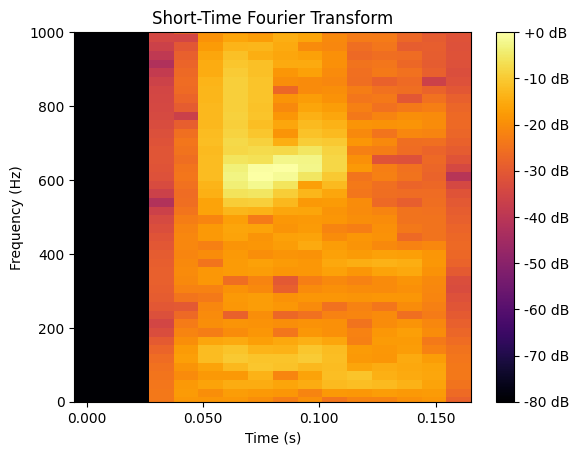 Short-Time Fourier Transform
Frequency (Hz)
1000
800
600
400
200
0
0.000 0.050 0.100 0.150
Time (s)
+0 dB
-10 dB
-20 dB
-30 dB
-40 dB
-50 dB
-60 dB
-70 dB
-80 dB